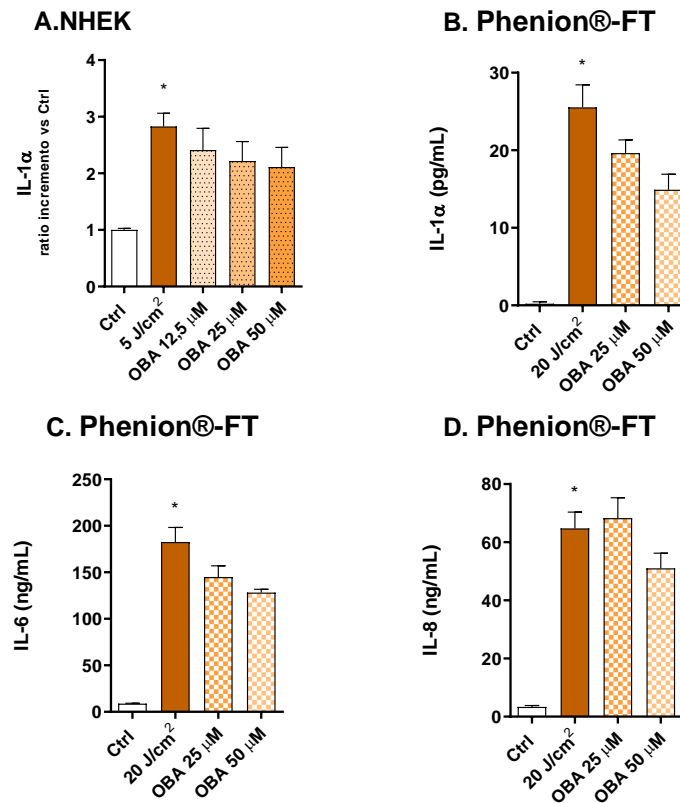 A.NHEK
IL-1α
ratio incremento vs Ctrl
4
3
2
1
0
*
Ctrl
5 J/cm²
OBA 12,5 μM
OBA 25 μM
OBA 50 μM
B. Phenion®-FT
IL-1α (pg/mL)
30
20
10
0
*
Ctrl
20 J/cm²
OBA 25 μM
OBA 50 μM
C. Phenion®-FT
IL-6 (ng/mL)
250
200
150
100
50
0
*
Ctrl
20 J/cm²
OBA 25 μM
OBA 50 μM
D. Phenion®-FT
IL-8 (ng/mL)
80
60
40
20
0
*
Ctrl
20 J/cm²
OBA 25 μM
OBA 50 μM